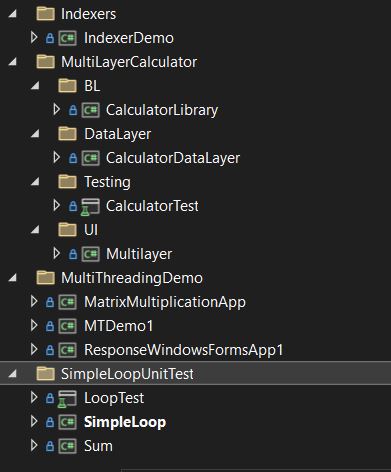 Indexers
C# IndexerDemo
MultiLayerCalculator
BL
C# CalculatorLibrary
DataLayer
C# CalculatorDataLayer
Testing
CalculatorTest
UI
C# Multilayer
MultiThreadingDemo
C# MatrixMultiplicationApp
C# MTDemo1
C# ResponseWindowsFormsApp1
SimpleLoopUnitTest
LoopTest
C# SimpleLoop
C# Sum